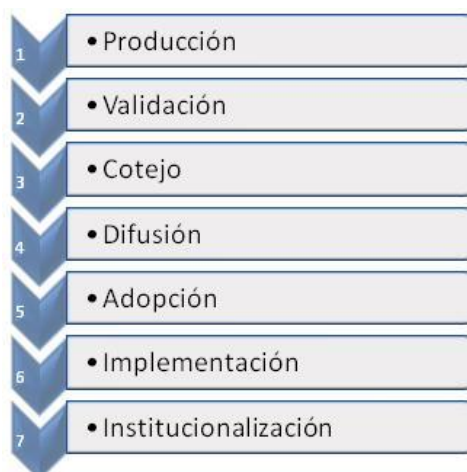 1 • Producción
2 • Validación
3 • Cotejo
4 • Difusión
5 • Adopción
6 • Implementación
7 • Institucionalización